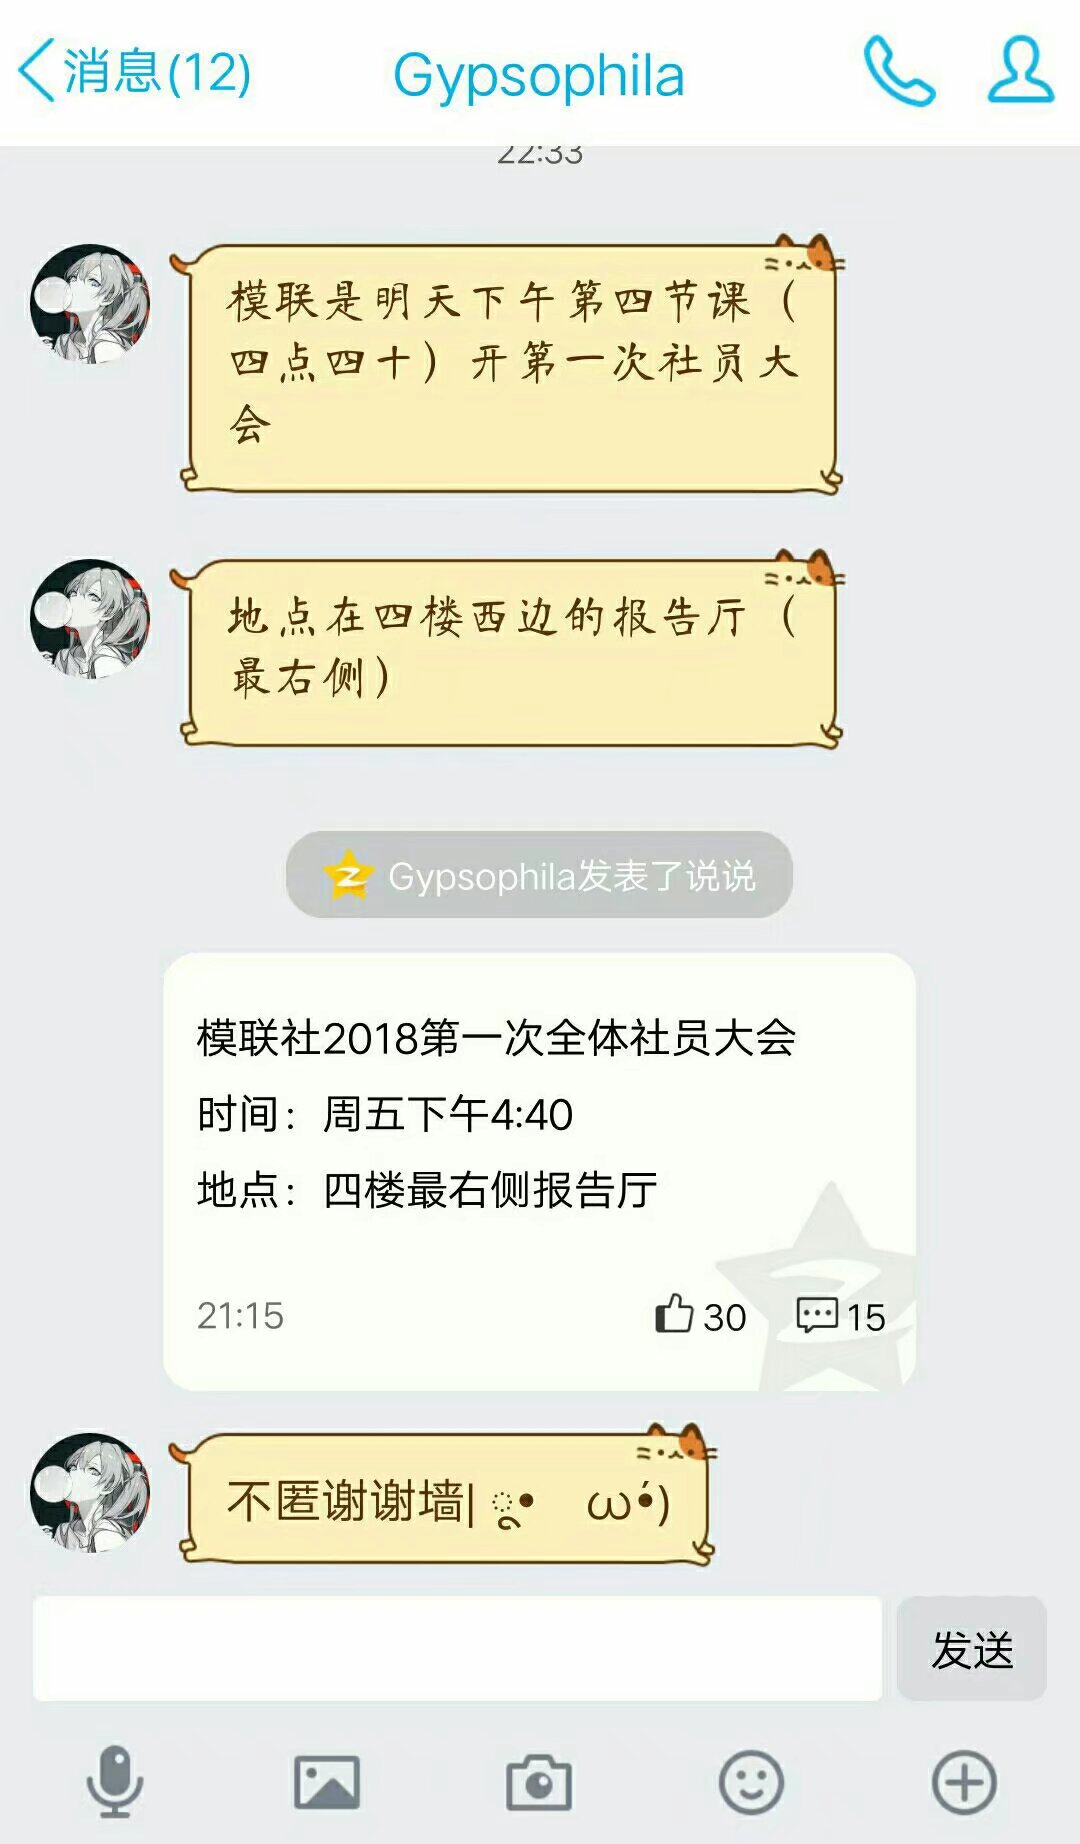 消息(12)
Gypsophila
22:33
模联是明天下午第四节课（
四点四十）开第一次社员大
会
地点在四楼西边的报告厅（
最右侧）
Gypsophila发表了说说
模联社2018第一次全体社员大会
时间：周五下午4:40
地点：四楼最右侧报告厅
21:15
30
15
不匿谢谢墙| ृ•　ω•́)
发送